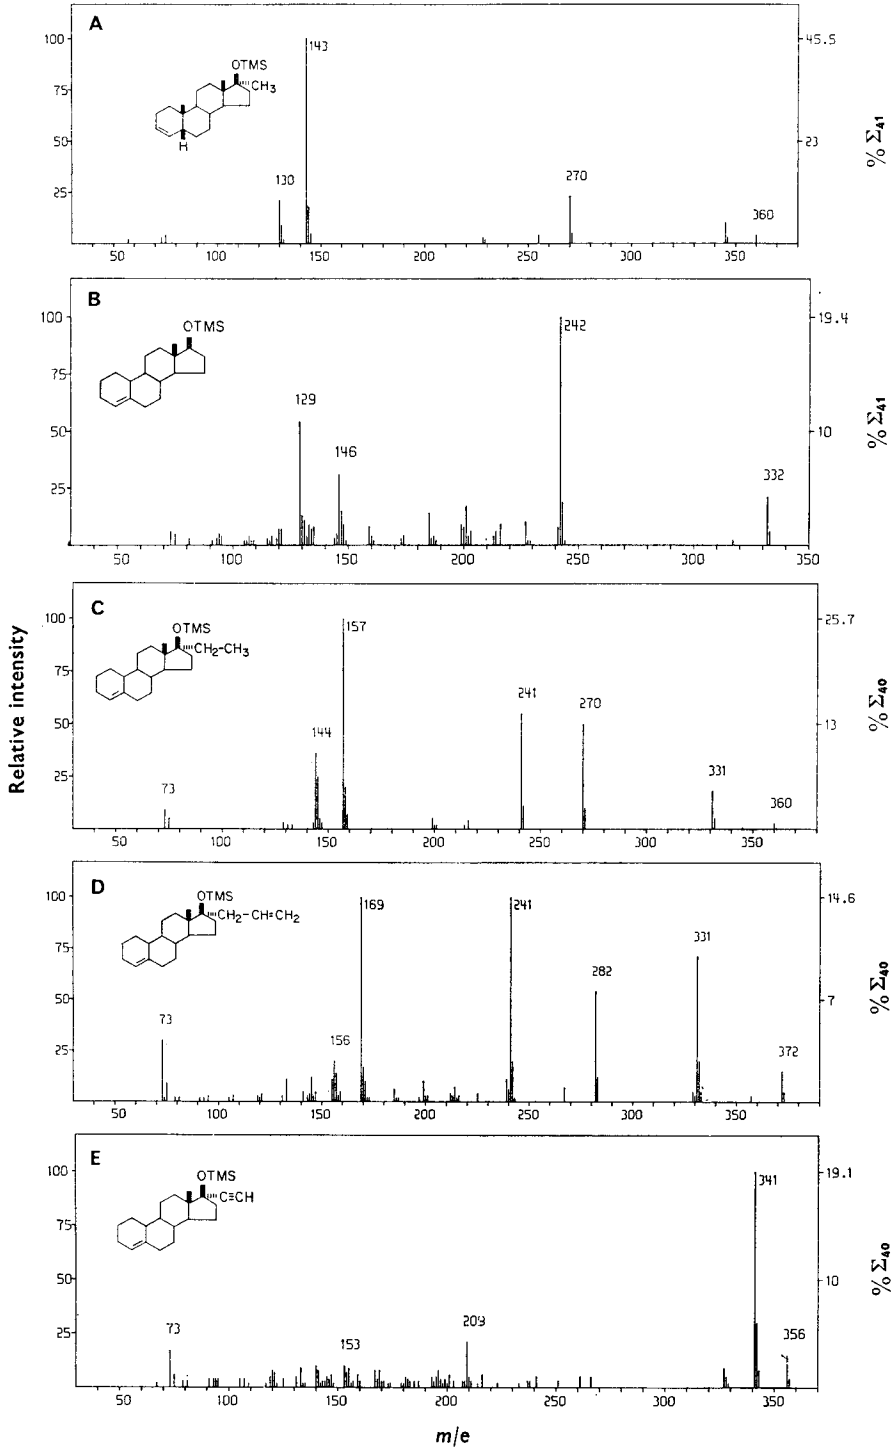 A
100
75
50
25
OTMS
CH3
H
130
143
270
360
45.5
23
% Σ41
50 100 150 200 250 300 350
B
100
75
50
25
OTMS
129
146
242
332
19.4
10
% Σ41
50 100 150 200 250 300 350
C
100
75
50
25
OTMS
CH2-CH3
73
144
157
241
270
331
360
25.7
13
% Σ40
50 100 150 200 250 300 350
Relative intensity
D
100
75
50
25
OTMS
CH2-CH=CH2
73
156
169
241
282
331
372
14.6
7
% Σ40
50 100 150 200 250 300 350
E
100
75
50
25
OTMS
C≡CH
73
153
209
341
356
19.1
10
% Σ40
50 100 150 200 250 300 350
m/e